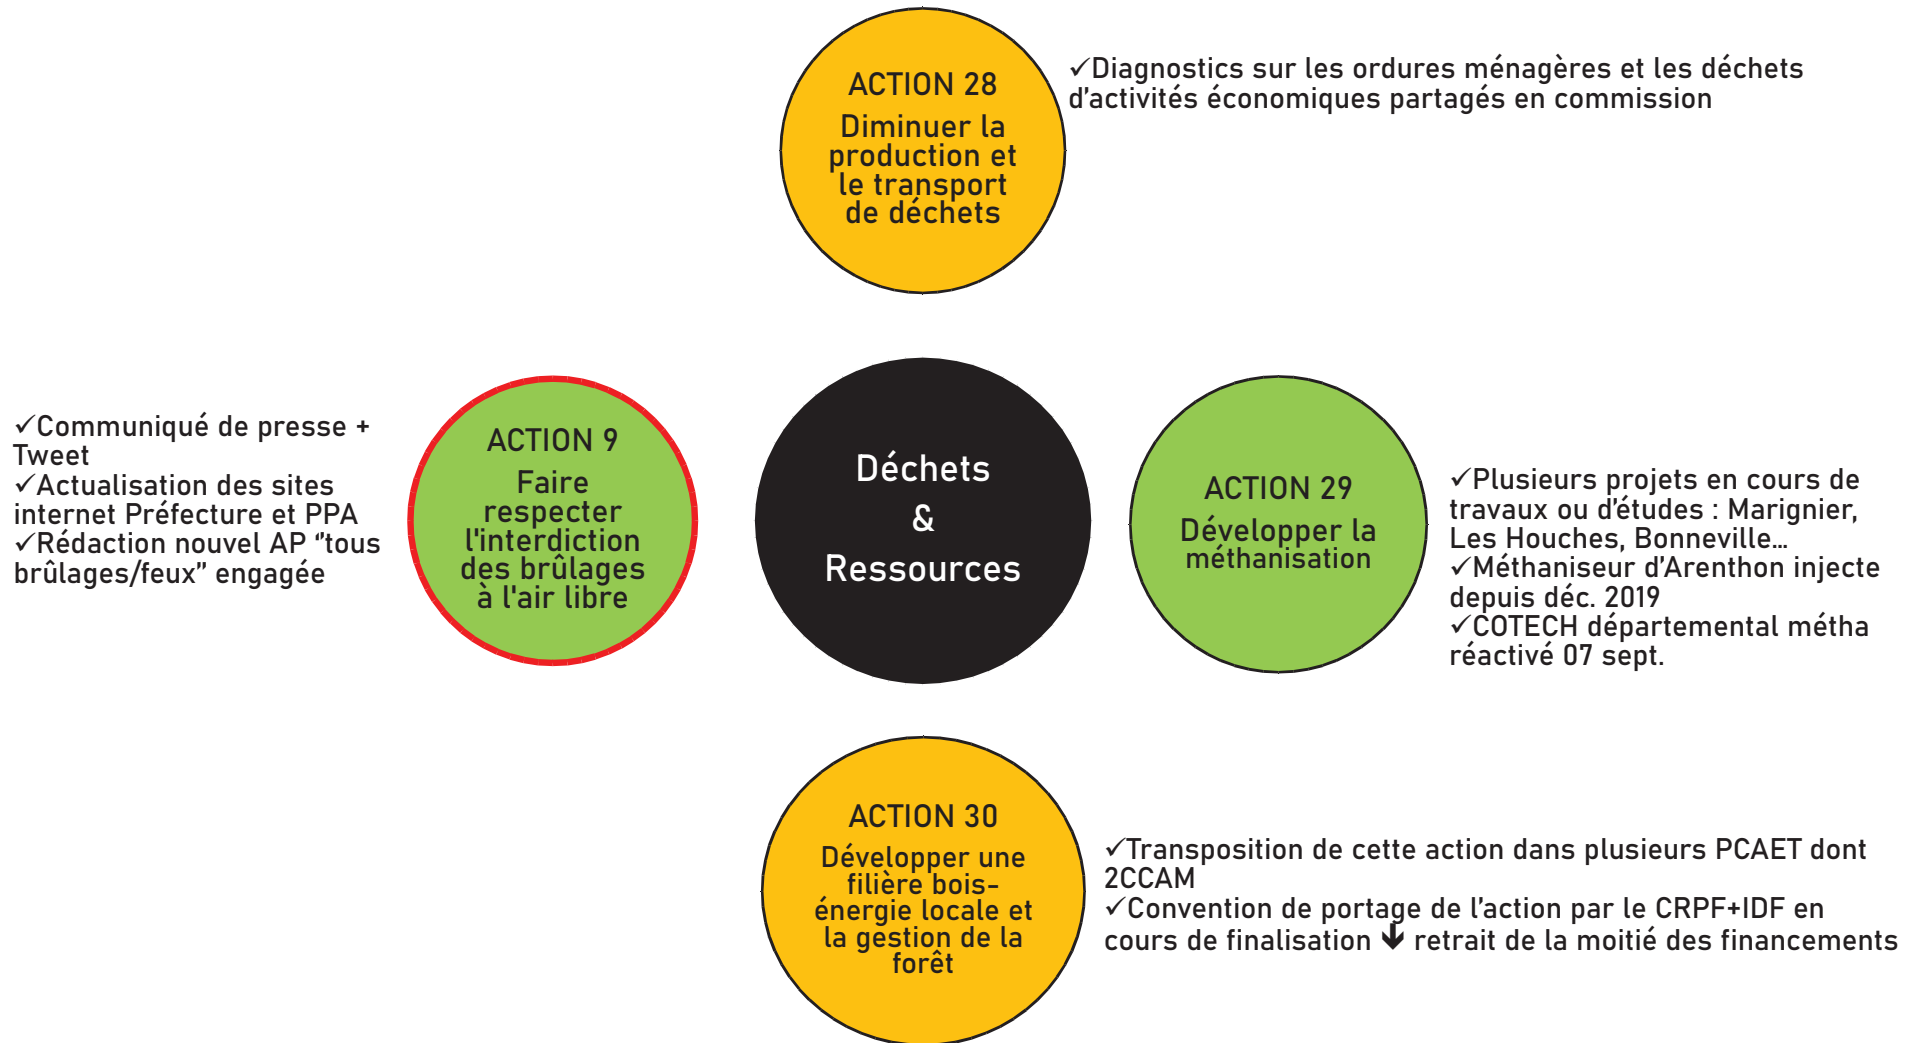 ACTION 28
Diminuer la
production et
le transport
de déchets
✓Diagnostics sur les ordures ménagères et les déchets
d’activités économiques partagés en commission
✓Communiqué de presse +
Tweet
✓Actualisation des sites
internet Préfecture et PPA
✓Rédaction nouvel AP “tous
brûlages/feux” engagée
ACTION 9
Faire
respecter
l'interdiction
des brûlages
à l'air libre
Déchets
&
Ressources
ACTION 29
Développer la
méthanisation
✓Plusieurs projets en cours de
travaux ou d’études : Marignier,
Les Houches, Bonneville…
✓Méthaniseur d’Arenthon injecte
depuis déc. 2019
✓COTECH départemental métha
réactivé 07 sept.
ACTION 30
Développer une
filière bois-
énergie locale et
la gestion de la
forêt
✓Transposition de cette action dans plusieurs PCAET dont
2CCAM
✓Convention de portage de l’action par le CRPF+IDF en
cours de finalisation 🡻 retrait de la moitié des financements